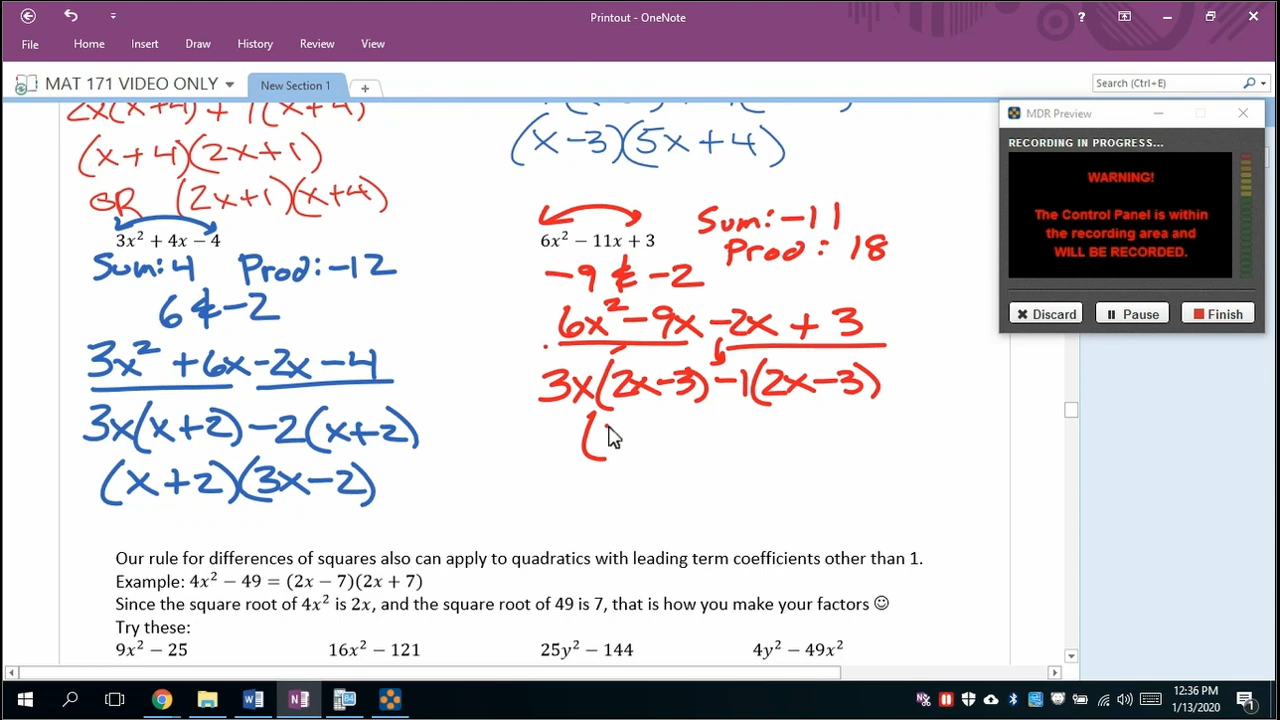 Printout - OneNote
?
File Home Insert Draw History Review View
MAT 171 VIDEO ONLY New Section 1 +
Search (Ctrl+E)
2x(x+4) + 1(x+4)
(x+4)(2x+1)
OR (2x+1)(x+4)
3x² + 4x − 4
Sum: 4 Prod: -12
6 & -2
3x² + 6x - 2x - 4
3x(x+2) - 2(x+2)
(x+2)(3x-2)
(x-3)(5x+4)
6x² − 11x + 3
Sum: -11
Prod: 18
-9 & -2
6x² - 9x - 2x + 3
3x(2x-3) - 1(2x-3)
(
Our rule for differences of squares also can apply to quadratics with leading term coefficients other than 1.
Example: 4x² − 49 = (2x − 7)(2x + 7)
Since the square root of 4x² is 2x, and the square root of 49 is 7, that is how you make your factors ☺
Try these:
9x² − 25 16x² − 121 25y² − 144 4y² − 49x²
MDR Preview
RECORDING IN PROGRESS...
WARNING!
The Control Panel is within
the recording area and
WILL BE RECORDED.
Discard Pause Finish
12:36 PM
1/13/2020